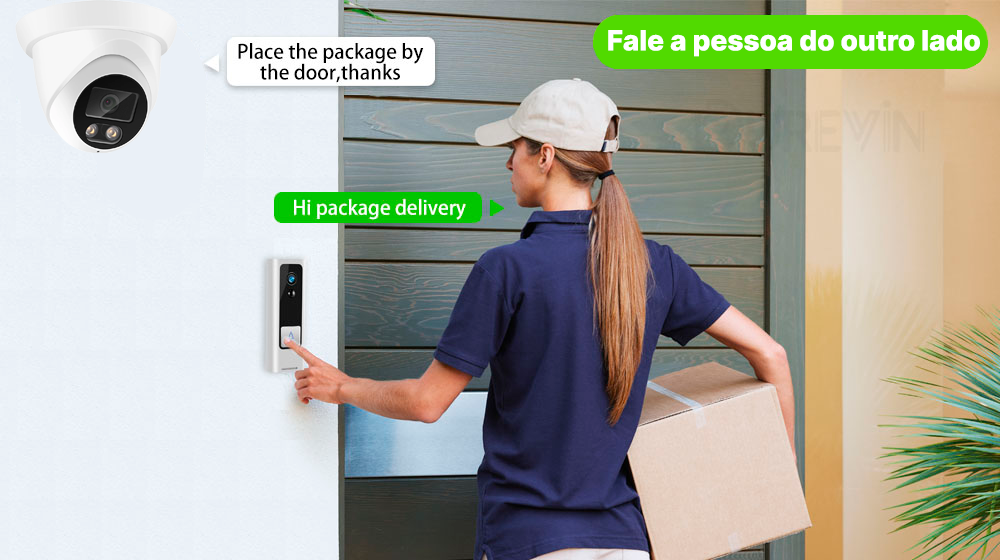 Fale a pessoa do outro lado
Place the package by
the door,thanks
Hi package delivery